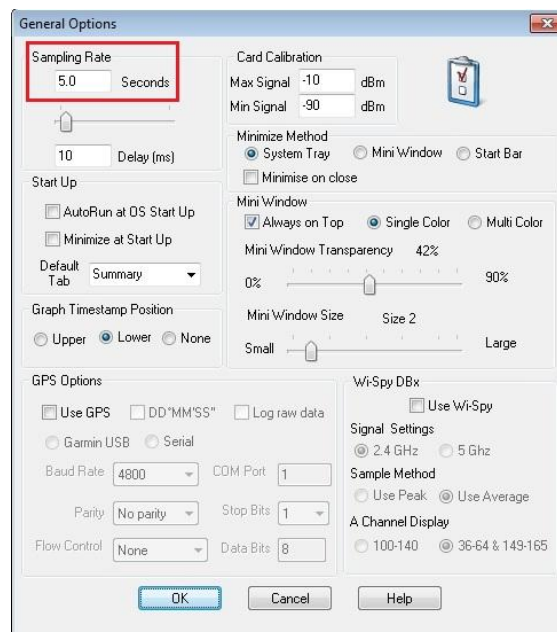 General Options
Sampling Rate
5.0 Seconds
10 Delay (ms)
Card Calibration
Max Signal -10 dBm
Min Signal -90 dBm
Minimize Method
System Tray Mini Window Start Bar
Minimise on close
Start Up
AutoRun at OS Start Up
Minimize at Start Up
Default Tab Summary
Mini Window
Always on Top Single Color Multi Color
Mini Window Transparency 42%
0% 90%
Mini Window Size Size 2
Small Large
Graph Timestamp Position
Upper Lower None
GPS Options
Use GPS DD°MM'SS" Log raw data
Garmin USB Serial
Baud Rate 4800 COM Port 1
Parity No parity Stop Bits 1
Flow Control None Data Bits 8
Wi-Spy DBx
Use Wi-Spy
Signal Settings
2.4 GHz 5 Ghz
Sample Method
Use Peak Use Average
A Channel Display
100-140 36-64 & 149-165
OK Cancel Help